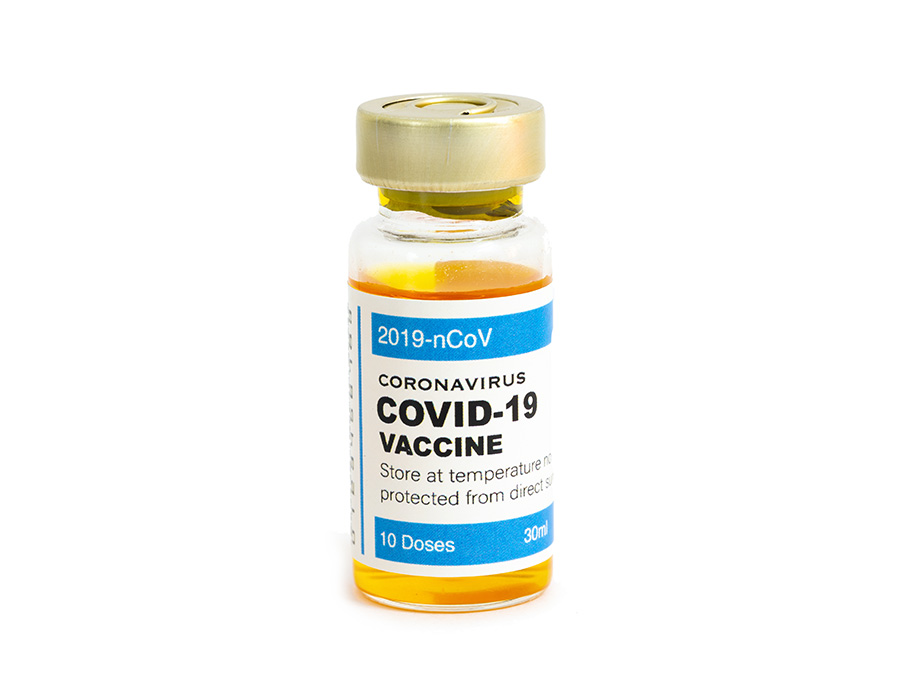 2019-nCoV
CORONAVIRUS
COVID-19
VACCINE
Store at temperature
protected from direct
10 Doses 30ml